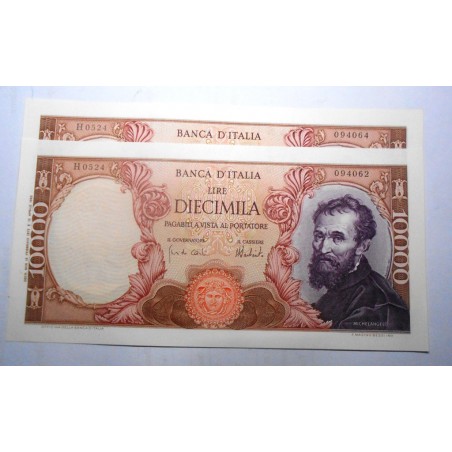 H0524
BANCA D'ITALIA
094064
H0524
094062
BANCA D'ITALIA
LIRE
DIECIMILA
PAGABILI A VISTA AL PORTATORE
IL GOVERNATORE IL CASSIERE
10000
10000
MICHELANGELO